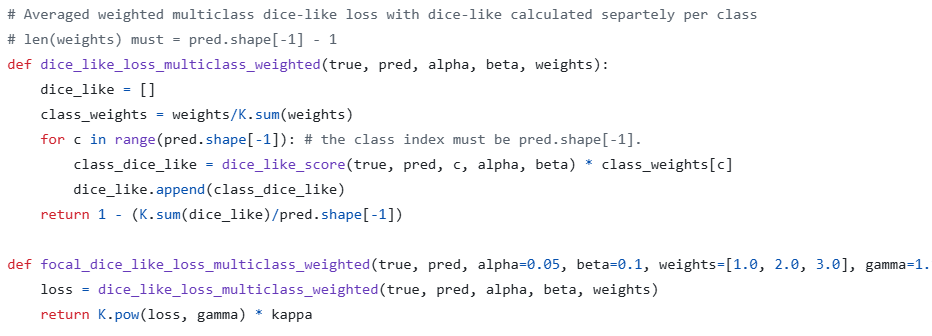 # Averaged weighted multiclass dice-like loss with dice-like calculated separtely per class
# len(weights) must = pred.shape[-1] - 1
def dice_like_loss_multiclass_weighted(true, pred, alpha, beta, weights):
    dice_like = []
    class_weights = weights/K.sum(weights)
    for c in range(pred.shape[-1]): # the class index must be pred.shape[-1].
        class_dice_like = dice_like_score(true, pred, c, alpha, beta) * class_weights[c]
        dice_like.append(class_dice_like)
    return 1 - (K.sum(dice_like)/pred.shape[-1])

def focal_dice_like_loss_multiclass_weighted(true, pred, alpha=0.05, beta=0.1, weights=[1.0, 2.0, 3.0], gamma=1.
    loss = dice_like_loss_multiclass_weighted(true, pred, alpha, beta, weights)
    return K.pow(loss, gamma) * kappa